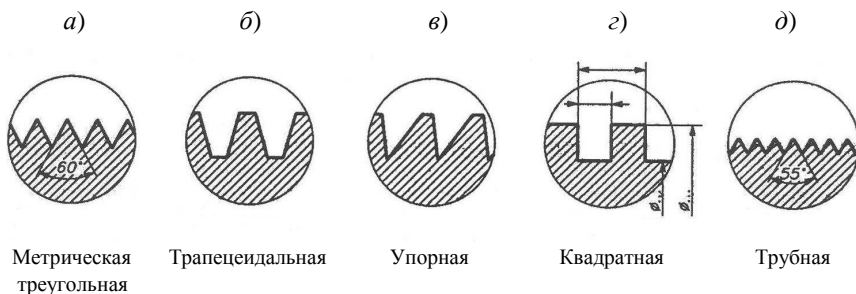 а) б) в) г) д)
60°
55°
ø...
ø...
Метрическая
треугольная
Трапецеидальная
Упорная
Квадратная
Трубная